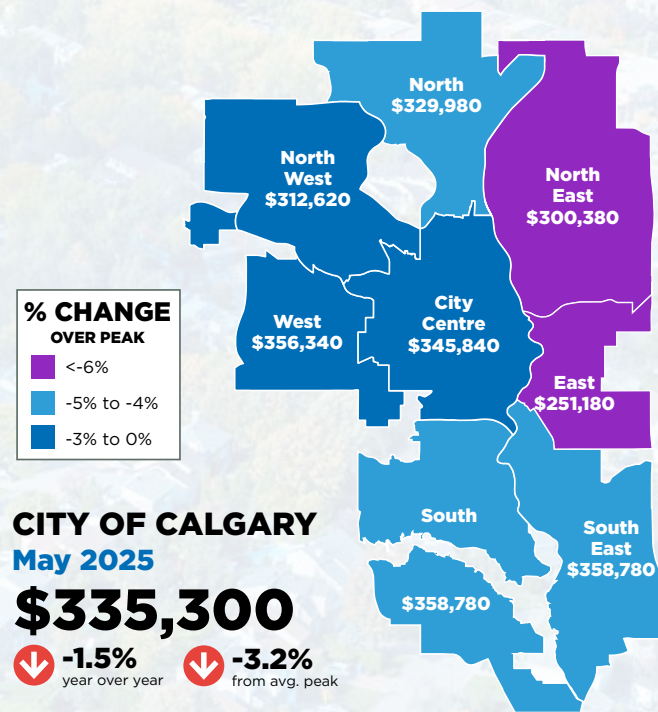 North
$329,980
North
West
$312,620
North
East
$300,380
City
Centre
$345,840
West
$356,340
East
$251,180
% CHANGE
OVER PEAK
<-6%
-5% to -4%
-3% to 0%
South
$358,780
South
East
$358,780
CITY OF CALGARY
May 2025
$335,300
-1.5%
year over year
-3.2%
from avg. peak